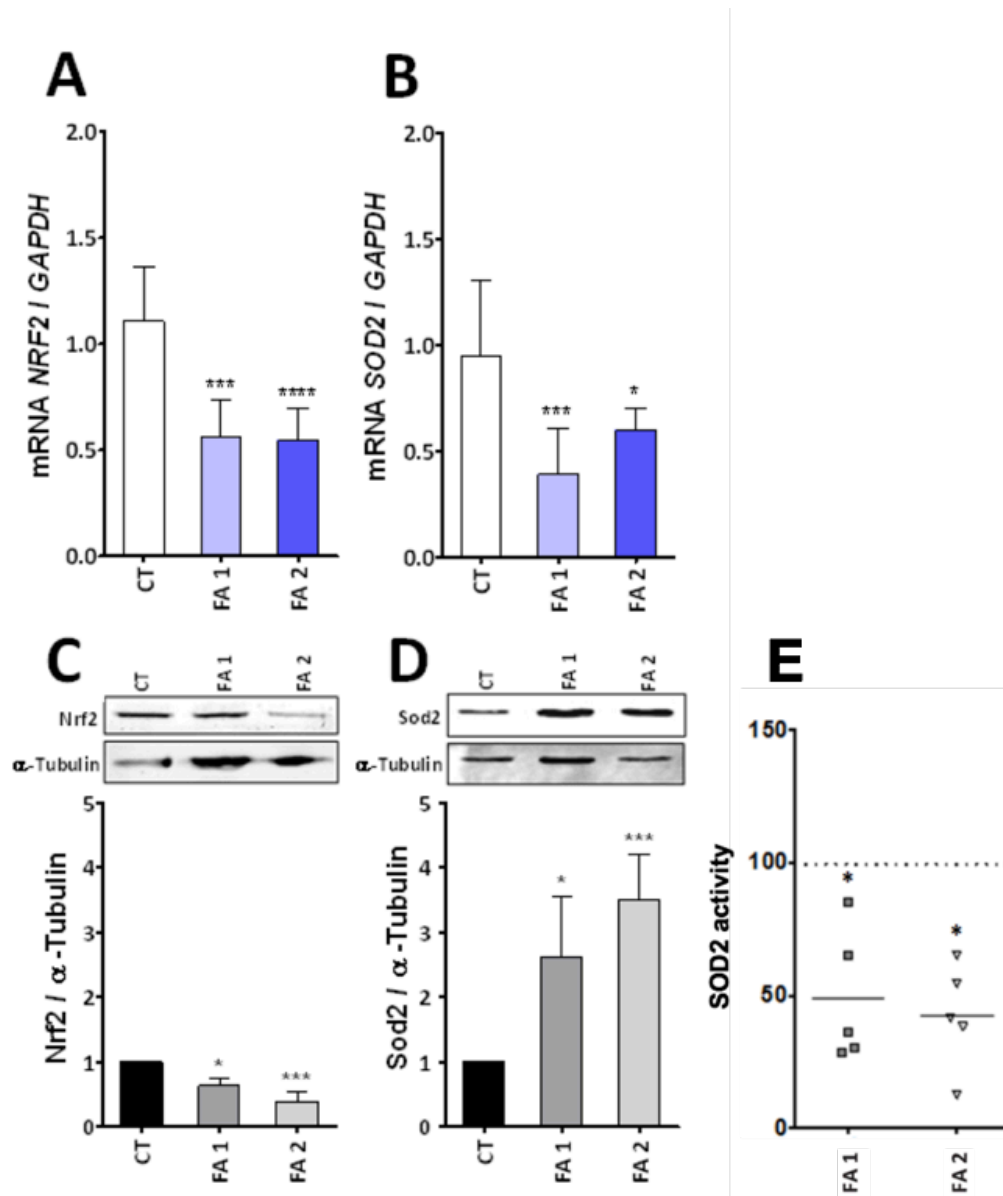 A
mRNA NRF2 / GAPDH
2.0
1.5
1.0
0.5
0.0
***
****
CT
FA 1
FA 2
B
mRNA SOD2 / GAPDH
2.0
1.5
1.0
0.5
0.0
***
*
CT
FA 1
FA 2
C
CT
FA 1
FA 2
Nrf2
α-Tubulin
Nrf2 / α-Tubulin
5
4
3
2
1
0
*
***
CT
FA 1
FA 2
D
CT
FA 1
FA 2
Sod2
α-Tubulin
Sod2 / α-Tubulin
5
4
3
2
1
0
*
***
CT
FA 1
FA 2
E
SOD2 activity
150
100
50
0
*
*
FA 1
FA 2